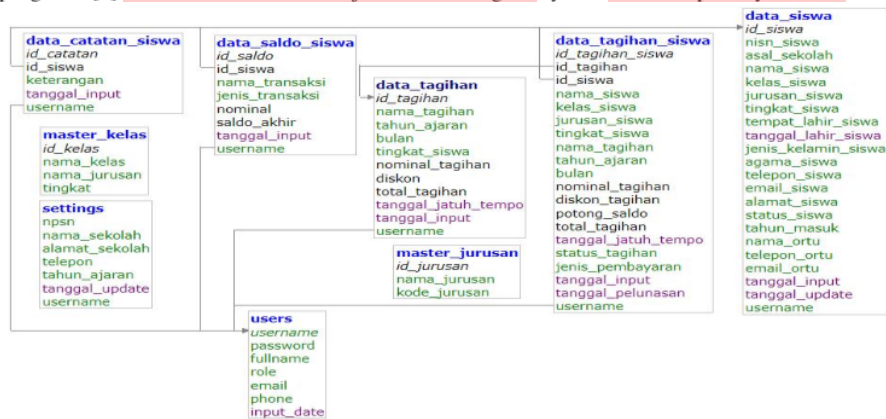 data_catatan_siswa
id_catatan
id_siswa
keterangan
tanggal_input
username
master_kelas
id_kelas
nama_kelas
nama_jurusan
tingkat
settings
npsn
nama_sekolah
alamat_sekolah
telepon
tahun_ajaran
tanggal_update
username
data_saldo_siswa
id_saldo
id_siswa
nama_transaksi
jenis_transaksi
nominal
saldo_akhir
tanggal_input
username
data_tagihan
id_tagihan
nama_tagihan
tahun_ajaran
bulan
tingkat_siswa
nominal_tagihan
diskon
total_tagihan
tanggal_jatuh_tempo
tanggal_input
username
master_jurusan
id_jurusan
nama_jurusan
kode_jurusan
users
username
password
fullname
role
email
phone
input_date
data_tagihan_siswa
id_tagihan_siswa
id_tagihan
id_siswa
nama_siswa
kelas_siswa
jurusan_siswa
tingkat_siswa
nama_tagihan
tahun_ajaran
bulan
nominal_tagihan
diskon_tagihan
potong_saldo
total_tagihan
tanggal_jatuh_tempo
status_tagihan
jenis_pembayaran
tanggal_input
tanggal_pelunasan
username
data_siswa
id_siswa
nisn_siswa
asal_sekolah
nama_siswa
kelas_siswa
jurusan_siswa
tingkat_siswa
tempat_lahir_siswa
tanggal_lahir_siswa
jenis_kelamin_siswa
agama_siswa
telepon_siswa
email_siswa
alamat_siswa
status_siswa
tahun_masuk
nama_ortu
telepon_ortu
email_ortu
tanggal_input
tanggal_update
username